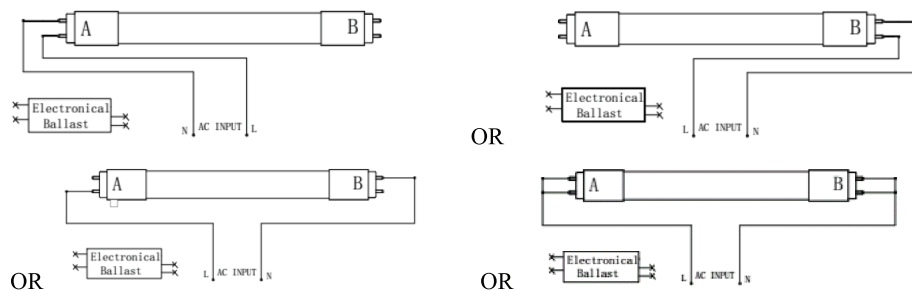 A B
Electronical
Ballast
N AC INPUT L
OR
A B
Electronical
Ballast
L AC INPUT N
OR
A B
Electronical
Ballast
L AC INPUT N
OR
A B
Electronical
Ballast
L AC INPUT N